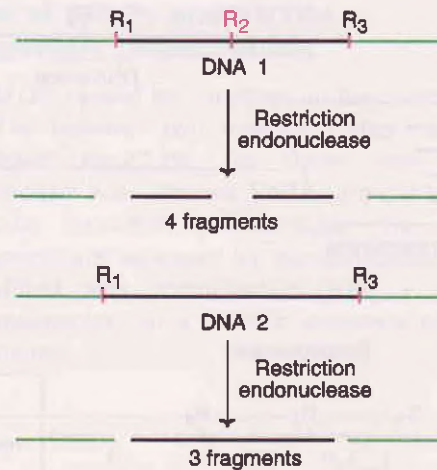 R₁ R₂ R₃
DNA 1
Restriction
endonuclease
4 fragments
R₁ R₃
DNA 2
Restriction
endonuclease
3 fragments